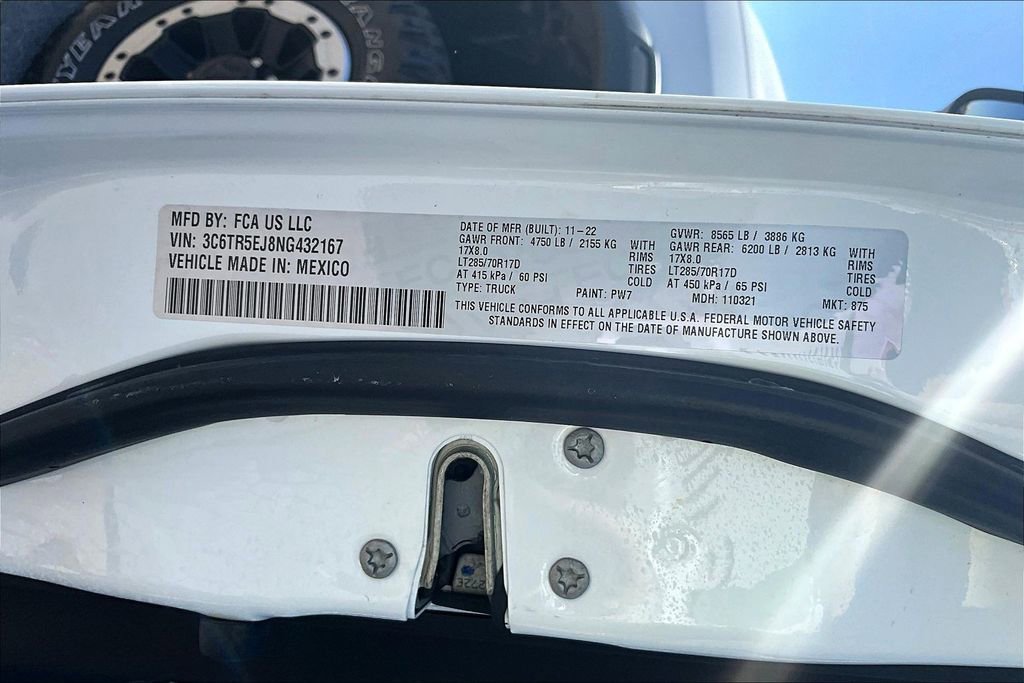 YEAR
RANG
MFD BY: FCA US LLC
VIN: 3C6TR5EJ8NG432167
VEHICLE MADE IN: MEXICO
DATE OF MFR (BUILT): 11-22
GAWR FRONT: 4750 LB / 2155 KG WITH
17X8.0 RIMS
LT285/70R17D TIRES
AT 415 kPa / 60 PSI COLD
TYPE: TRUCK PAINT: PW7
GVWR: 8565 LB / 3886 KG
GAWR REAR: 6200 LB / 2813 KG WITH
17X8.0 RIMS
LT285/70R17D TIRES
AT 450 kPa / 65 PSI COLD
MDH: 110321 MKT: 875
THIS VEHICLE CONFORMS TO ALL APPLICABLE U.S.A. FEDERAL MOTOR VEHICLE SAFETY
STANDARDS IN EFFECT ON THE DATE OF MANUFACTURE SHOWN ABOVE.